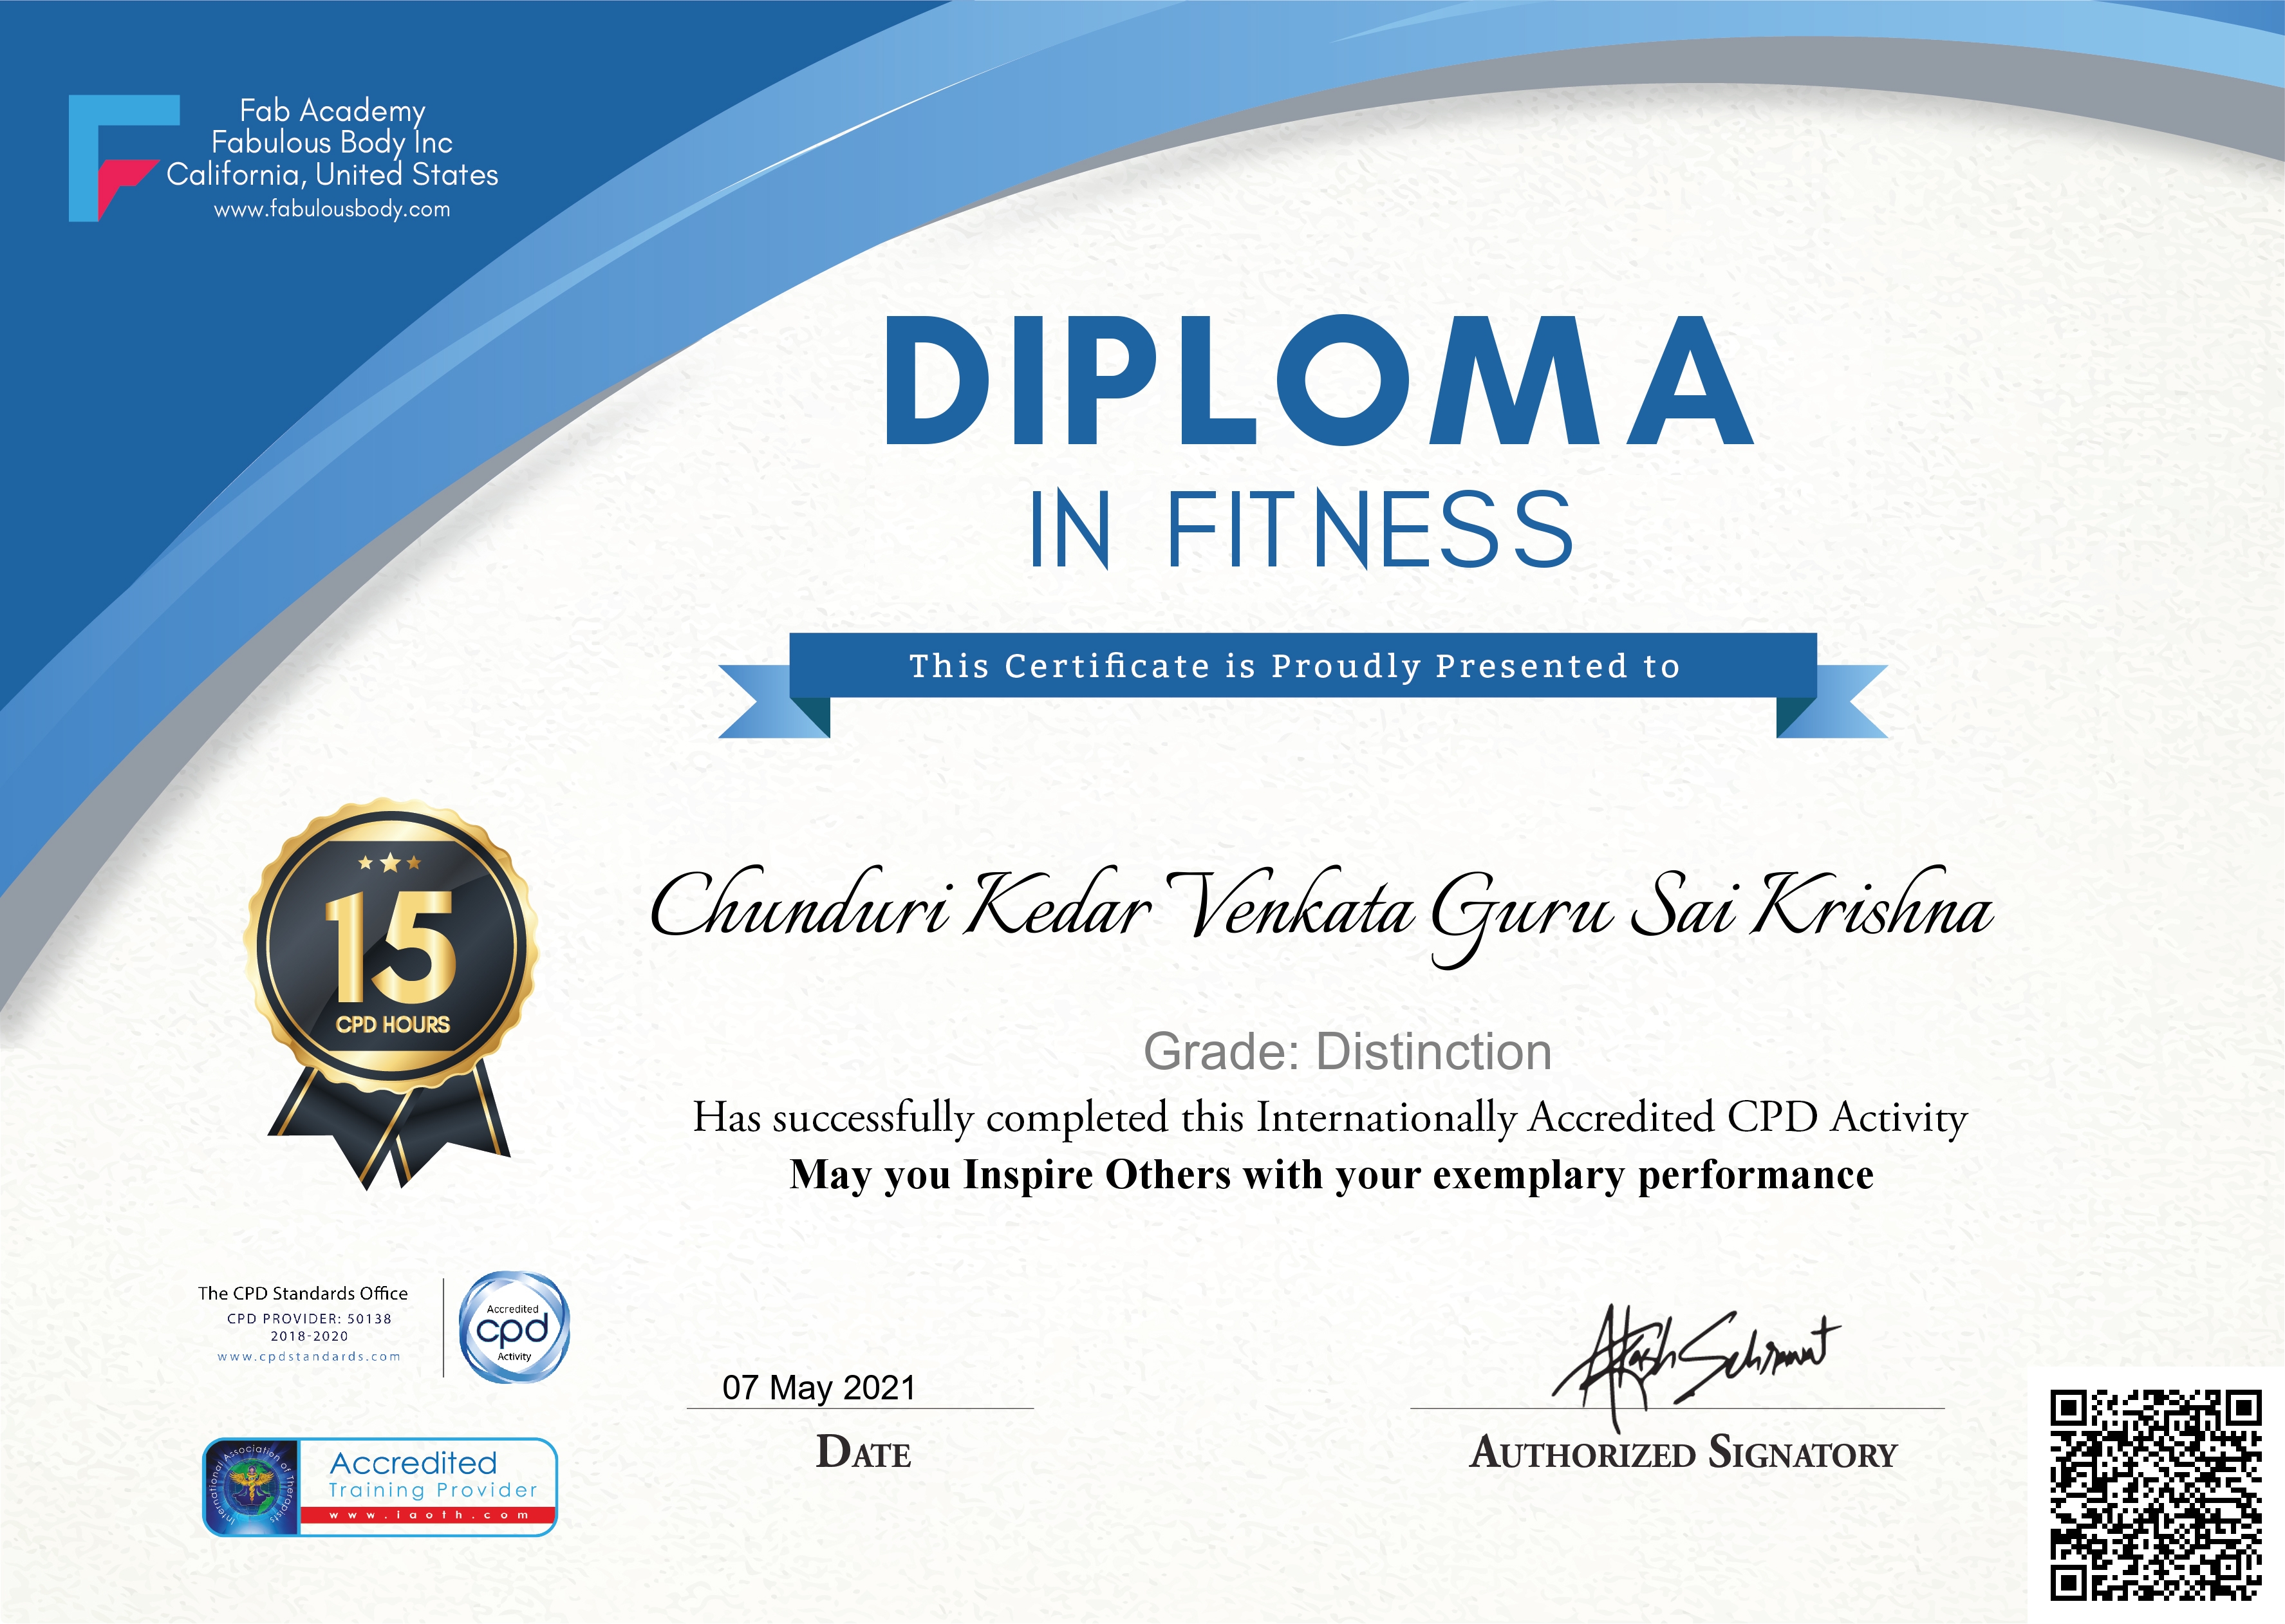 Fab Academy
Fabulous Body Inc
California, United States
www.fabulousbody.com
DIPLOMA
IN FITNESS
This Certificate is Proudly Presented to
15
CPD HOURS
Chunduri Kedar Venkata Guru Sai Krishna
Grade: Distinction
Has successfully completed this Internationally Accredited CPD Activity
May you Inspire Others with your exemplary performance
The CPD Standards Office
CPD PROVIDER: 50138
2018-2020
www.cpdstandards.com
Accredited
cpd
Activity
07 May 2021
DATE
AUTHORIZED SIGNATORY
International Association of Therapists
Accredited
Training Provider
www.iaoth.com